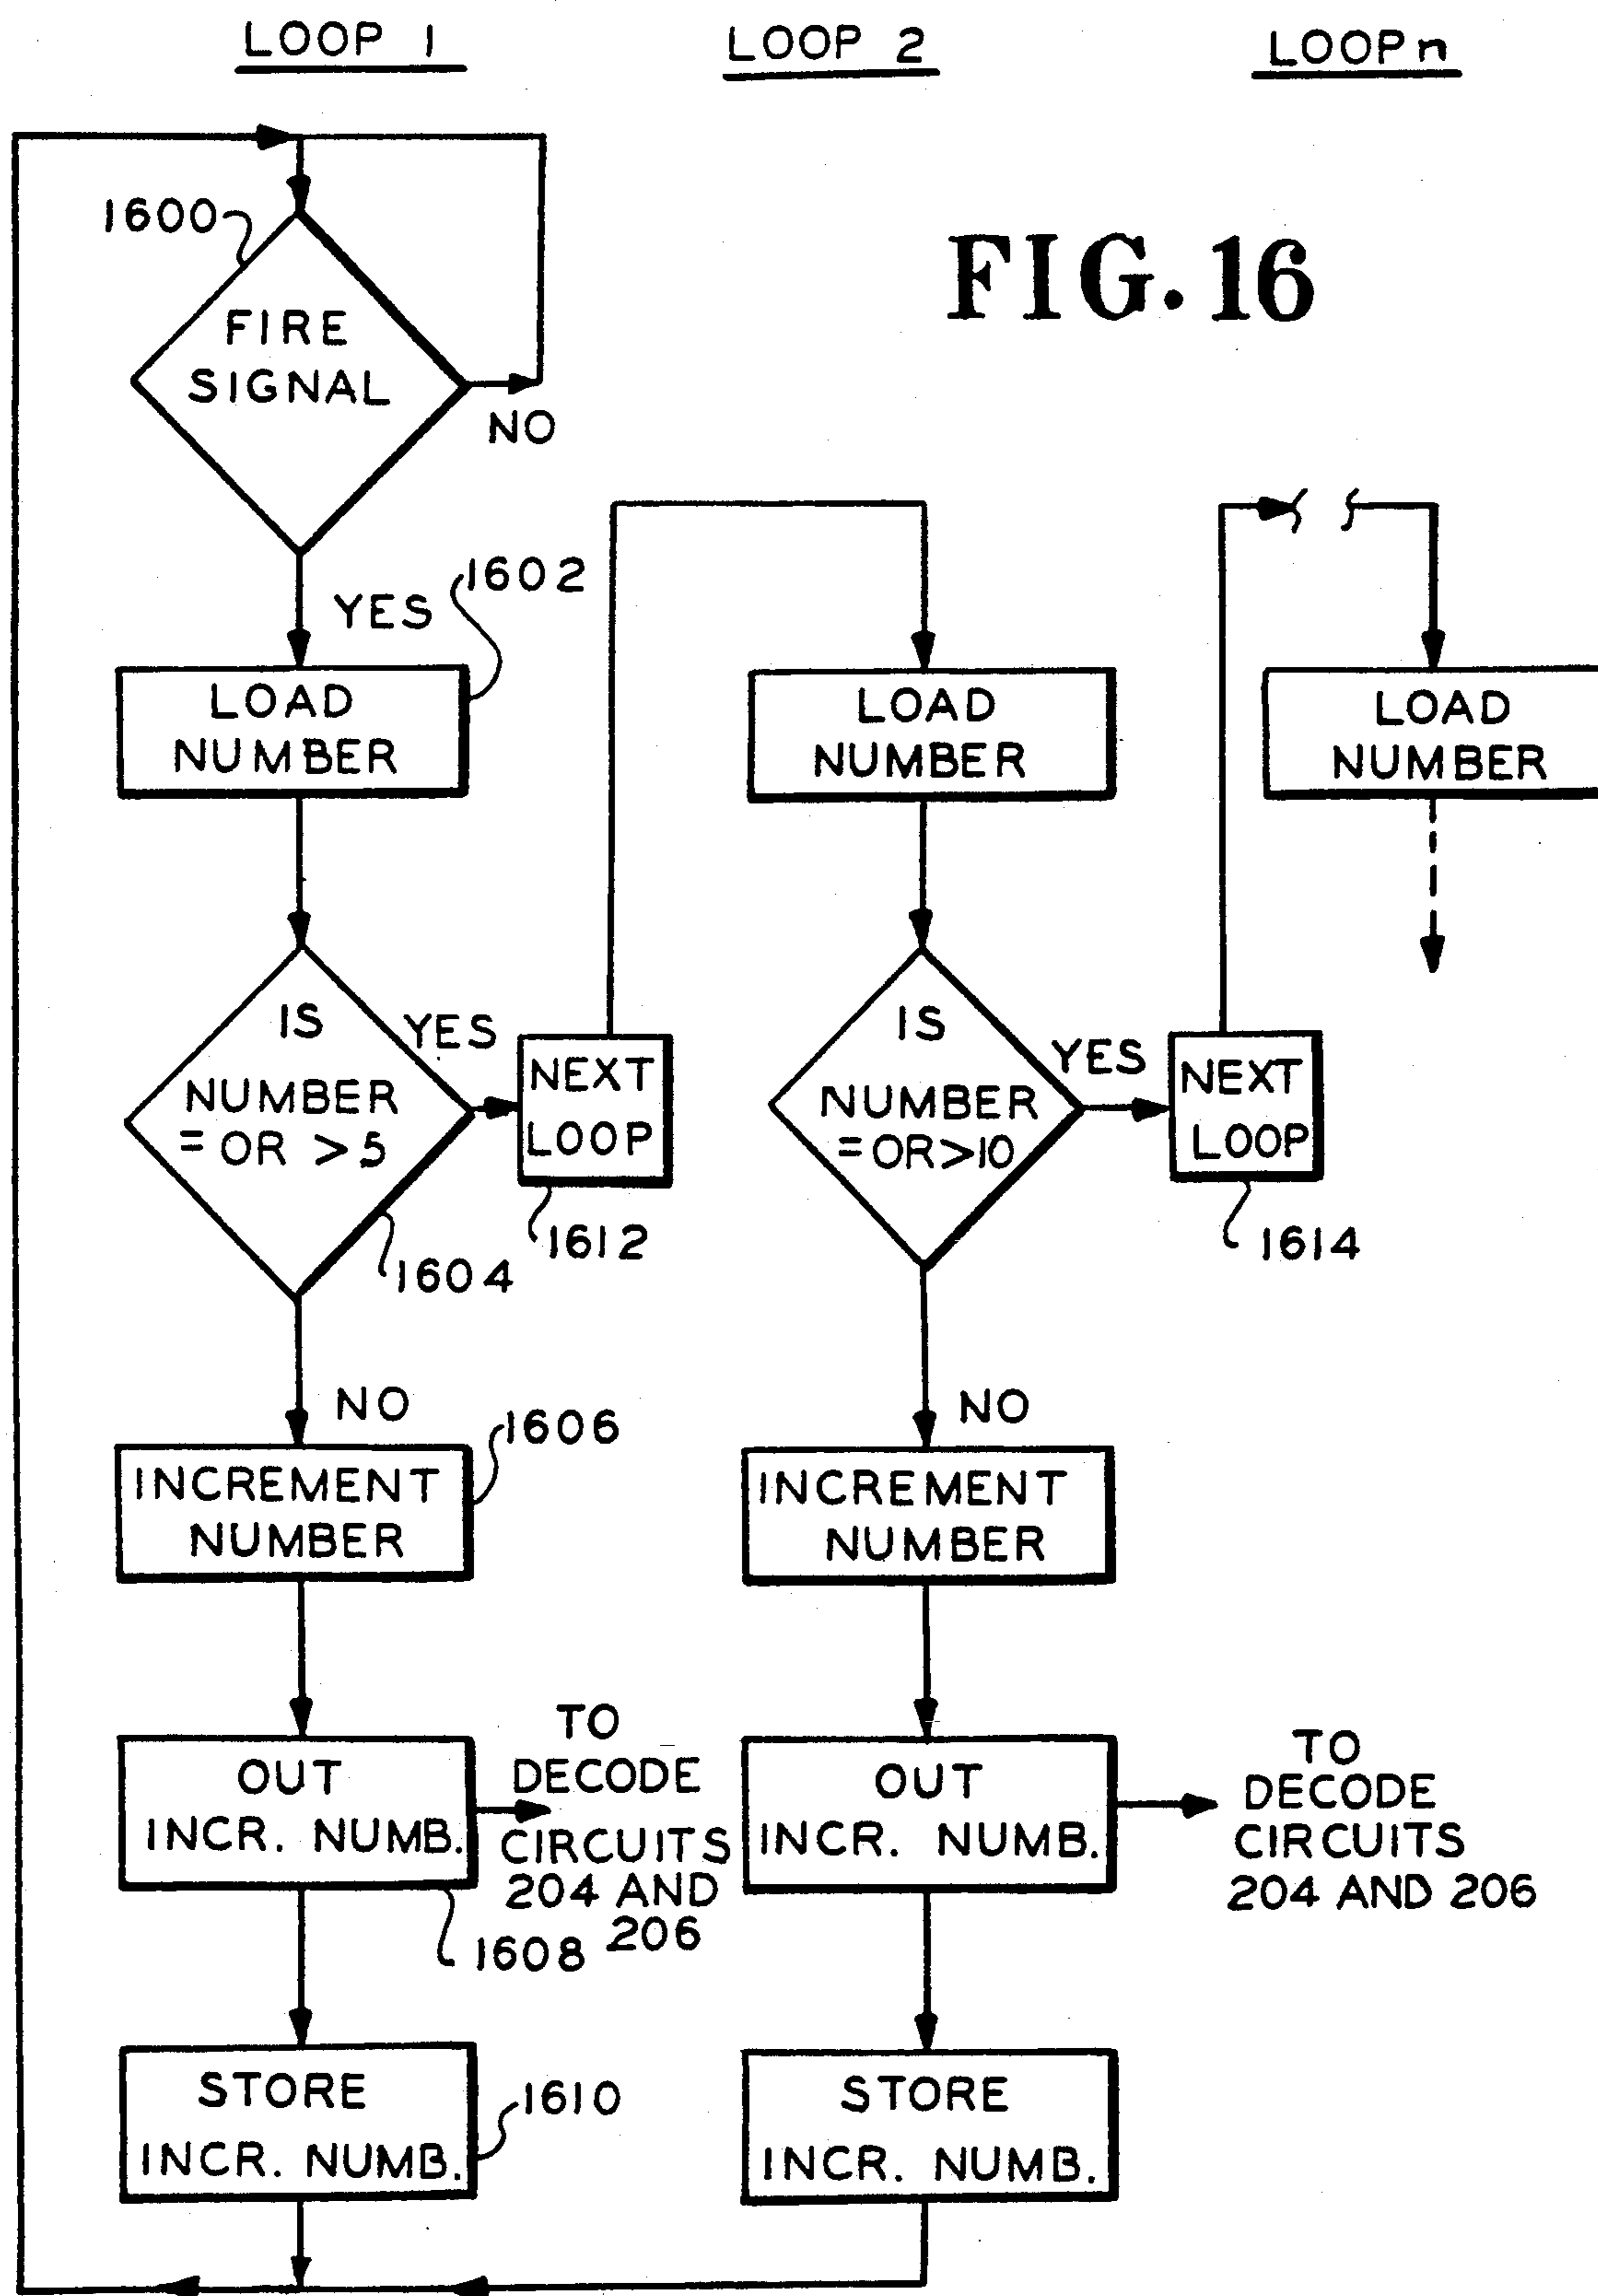 LOOP 1
LOOP 2
LOOP n
FIG. 16
1600
FIRE
SIGNAL
NO
YES
1602
LOAD
NUMBER
IS
NUMBER
= OR > 5
YES
1604
NEXT
LOOP
1612
NO
INCREMENT
NUMBER
1606
OUT
INCR. NUMB.
1608
TO
DECODE
CIRCUITS
204 AND
206
STORE
INCR. NUMB.
1610
LOAD
NUMBER
IS
NUMBER
= OR > 10
YES
NEXT
LOOP
1614
NO
INCREMENT
NUMBER
OUT
INCR. NUMB.
TO
DECODE
CIRCUITS
204 AND 206
STORE
INCR. NUMB.
LOAD
NUMBER